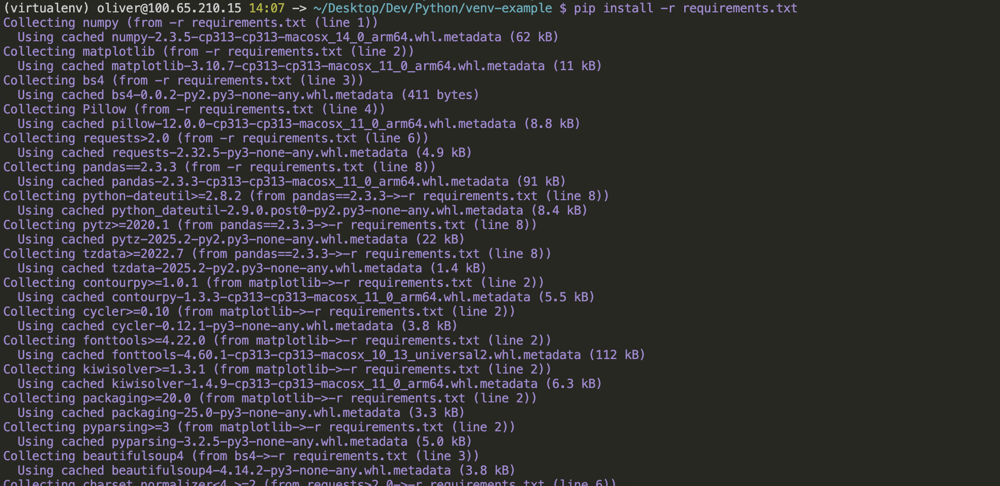 (virtualenv) oliver@100.65.210.15 14:07 –> ~/Desktop/Dev/Python/venv-example $ pip install -r requirements.txt
Collecting numpy (from -r requirements.txt (line 1))
  Using cached numpy-2.3.5-cp313-cp313-macosx_14_0_arm64.whl.metadata (62 kB)
Collecting matplotlib (from -r requirements.txt (line 2))
  Using cached matplotlib-3.10.7-cp313-cp313-macosx_11_0_arm64.whl.metadata (11 kB)
Collecting bs4 (from -r requirements.txt (line 3))
  Using cached bs4-0.0.2-py2.py3-none-any.whl.metadata (411 bytes)
Collecting Pillow (from -r requirements.txt (line 4))
  Using cached pillow-12.0.0-cp313-cp313-macosx_11_0_arm64.whl.metadata (8.8 kB)
Collecting requests>2.0 (from -r requirements.txt (line 6))
  Using cached requests-2.32.5-py3-none-any.whl.metadata (4.9 kB)
Collecting pandas==2.3.3 (from -r requirements.txt (line 8))
  Using cached pandas-2.3.3-cp313-cp313-macosx_11_0_arm64.whl.metadata (91 kB)
Collecting python-dateutil>=2.8.2 (from pandas==2.3.3->-r requirements.txt (line 8))
  Using cached python_dateutil-2.9.0.post0-py2.py3-none-any.whl.metadata (8.4 kB)
Collecting pytz>=2020.1 (from pandas==2.3.3->-r requirements.txt (line 8))
  Using cached pytz-2025.2-py2.py3-none-any.whl.metadata (22 kB)
Collecting tzdata>=2022.7 (from pandas==2.3.3->-r requirements.txt (line 8))
  Using cached tzdata-2025.2-py2.py3-none-any.whl.metadata (1.4 kB)
Collecting contourpy>=1.0.1 (from matplotlib->-r requirements.txt (line 2))
  Using cached contourpy-1.3.3-cp313-cp313-macosx_11_0_arm64.whl.metadata (5.5 kB)
Collecting cycler>=0.10 (from matplotlib->-r requirements.txt (line 2))
  Using cached cycler-0.12.1-py3-none-any.whl.metadata (3.8 kB)
Collecting fonttools>=4.22.0 (from matplotlib->-r requirements.txt (line 2))
  Using cached fonttools-4.60.1-cp313-cp313-macosx_10_13_universal2.whl.metadata (112 kB)
Collecting kiwisolver>=1.3.1 (from matplotlib->-r requirements.txt (line 2))
  Using cached kiwisolver-1.4.9-cp313-cp313-macosx_11_0_arm64.whl.metadata (6.3 kB)
Collecting packaging>=20.0 (from matplotlib->-r requirements.txt (line 2))
  Using cached packaging-25.0-py3-none-any.whl.metadata (3.3 kB)
Collecting pyparsing>=3 (from matplotlib->-r requirements.txt (line 2))
  Using cached pyparsing-3.2.5-py3-none-any.whl.metadata (5.0 kB)
Collecting beautifulsoup4 (from bs4->-r requirements.txt (line 3))
  Using cached beautifulsoup4-4.14.2-py3-none-any.whl.metadata (3.8 kB)
Collecting charset_normalizer<4,>=2 (from requests>2.0->-r requirements.txt (line 6))